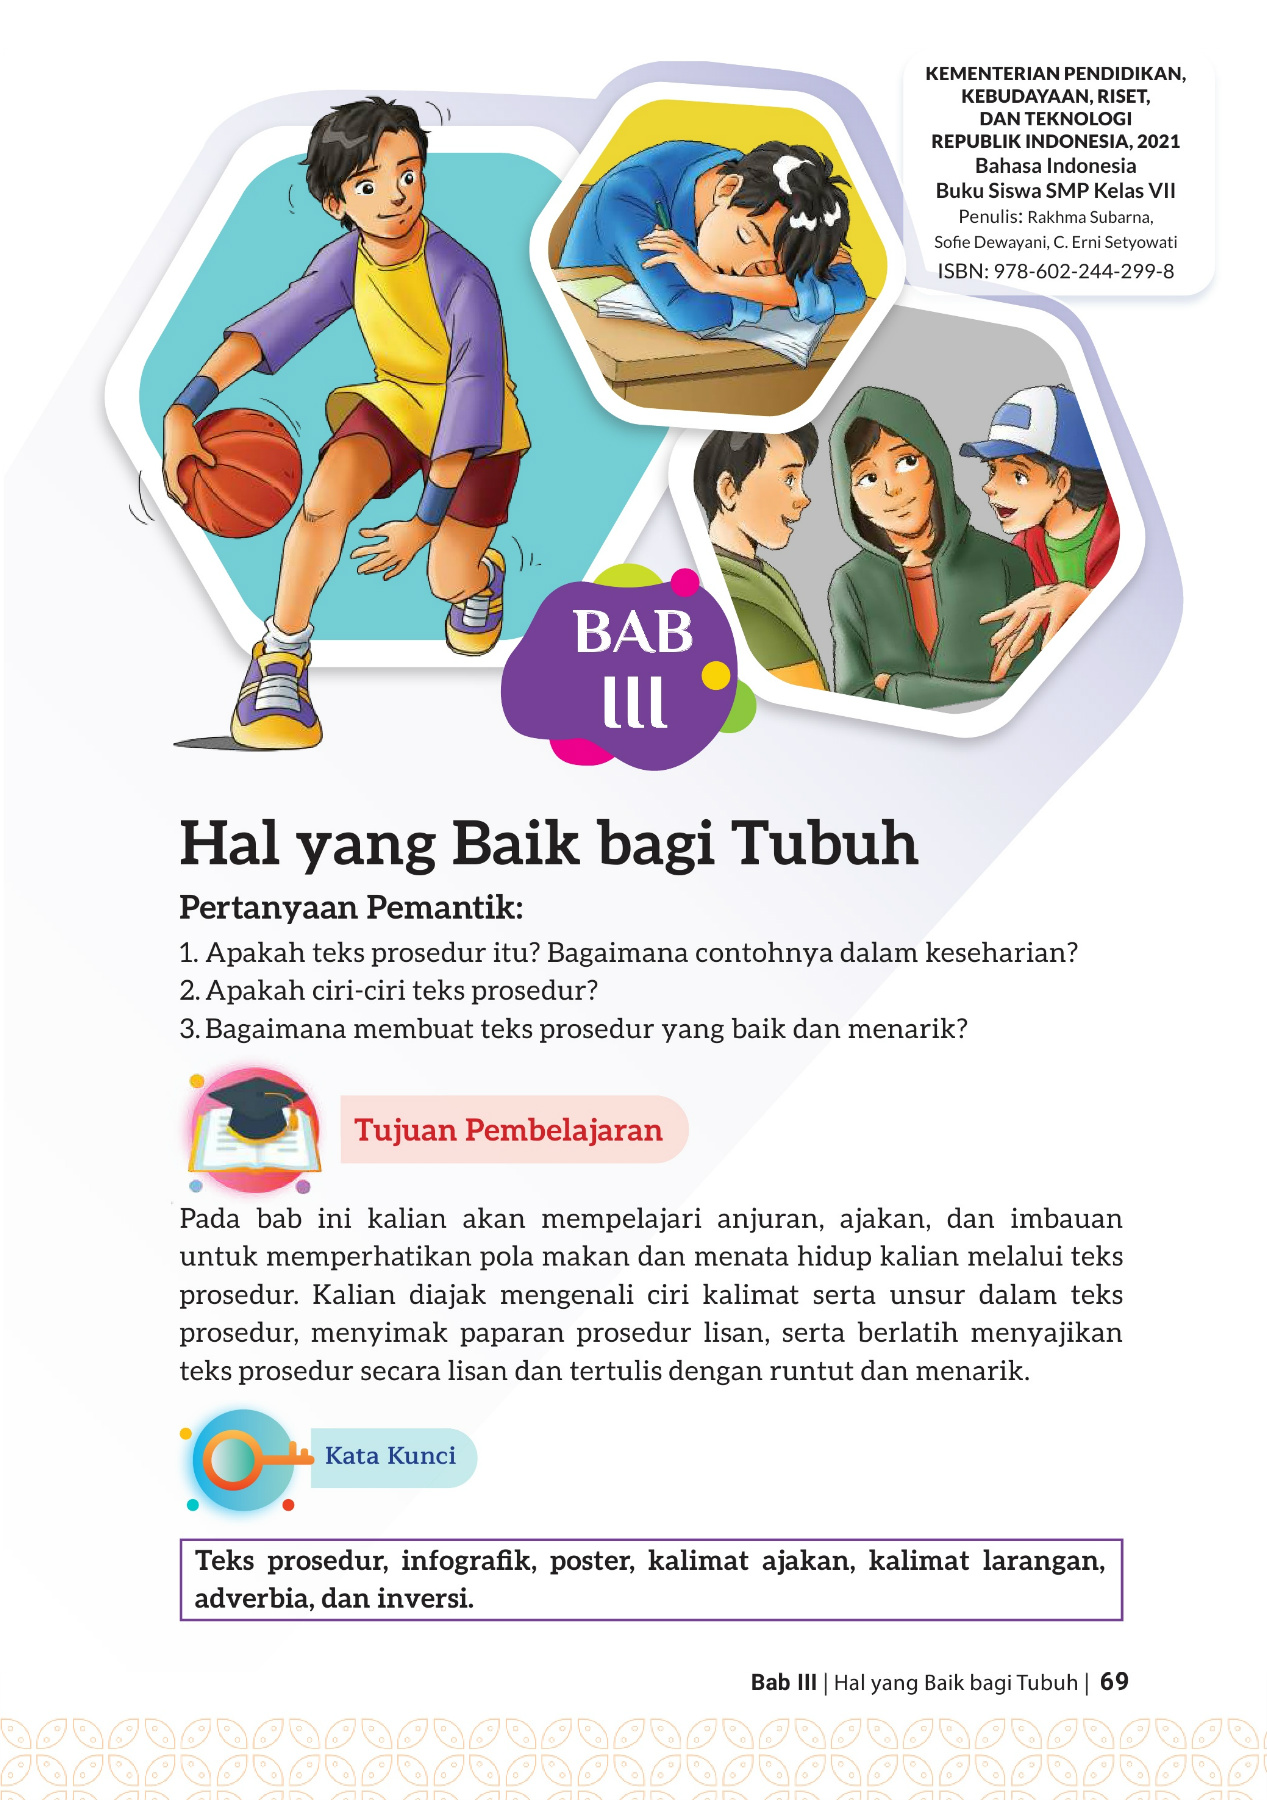 KEMENTERIAN PENDIDIKAN,
KEBUDAYAAN, RISET,
DAN TEKNOLOGI
REPUBLIK INDONESIA, 2021
Bahasa Indonesia
Buku Siswa SMP Kelas VII
Penulis: Rakhma Subarna,
Sofie Dewayani, C. Erni Setyowati
ISBN: 978-602-244-299-8
BAB
III
Hal yang Baik bagi Tubuh
Pertanyaan Pemantik:
1. Apakah teks prosedur itu? Bagaimana contohnya dalam keseharian?
2. Apakah ciri-ciri teks prosedur?
3. Bagaimana membuat teks prosedur yang baik dan menarik?
Tujuan Pembelajaran
Pada bab ini kalian akan mempelajari anjuran, ajakan, dan imbauan
untuk memperhatikan pola makan dan menata hidup kalian melalui teks
prosedur. Kalian diajak mengenali ciri kalimat serta unsur dalam teks
prosedur, menyimak paparan prosedur lisan, serta berlatih menyajikan
teks prosedur secara lisan dan tertulis dengan runtut dan menarik.
Kata Kunci
Teks prosedur, infografik, poster, kalimat ajakan, kalimat larangan,
adverbia, dan inversi.
Bab III | Hal yang Baik bagi Tubuh | 69